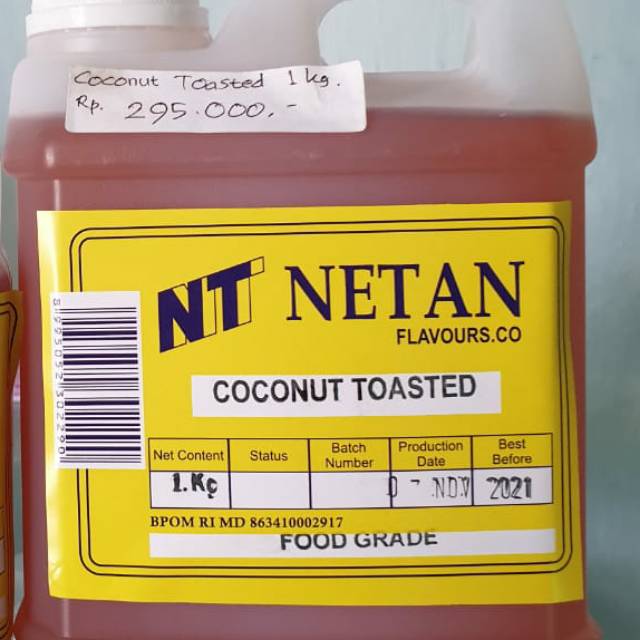 Coconut Toasted 1 kg.
Rp. 295.000,-
NT NETAN
FLAVOURS.CO
COCONUT TOASTED
Net Content Status Batch Number Production Date Best Before
1.Kg 07 NOV 2021
BPOM RI MD 863410002917
FOOD GRADE